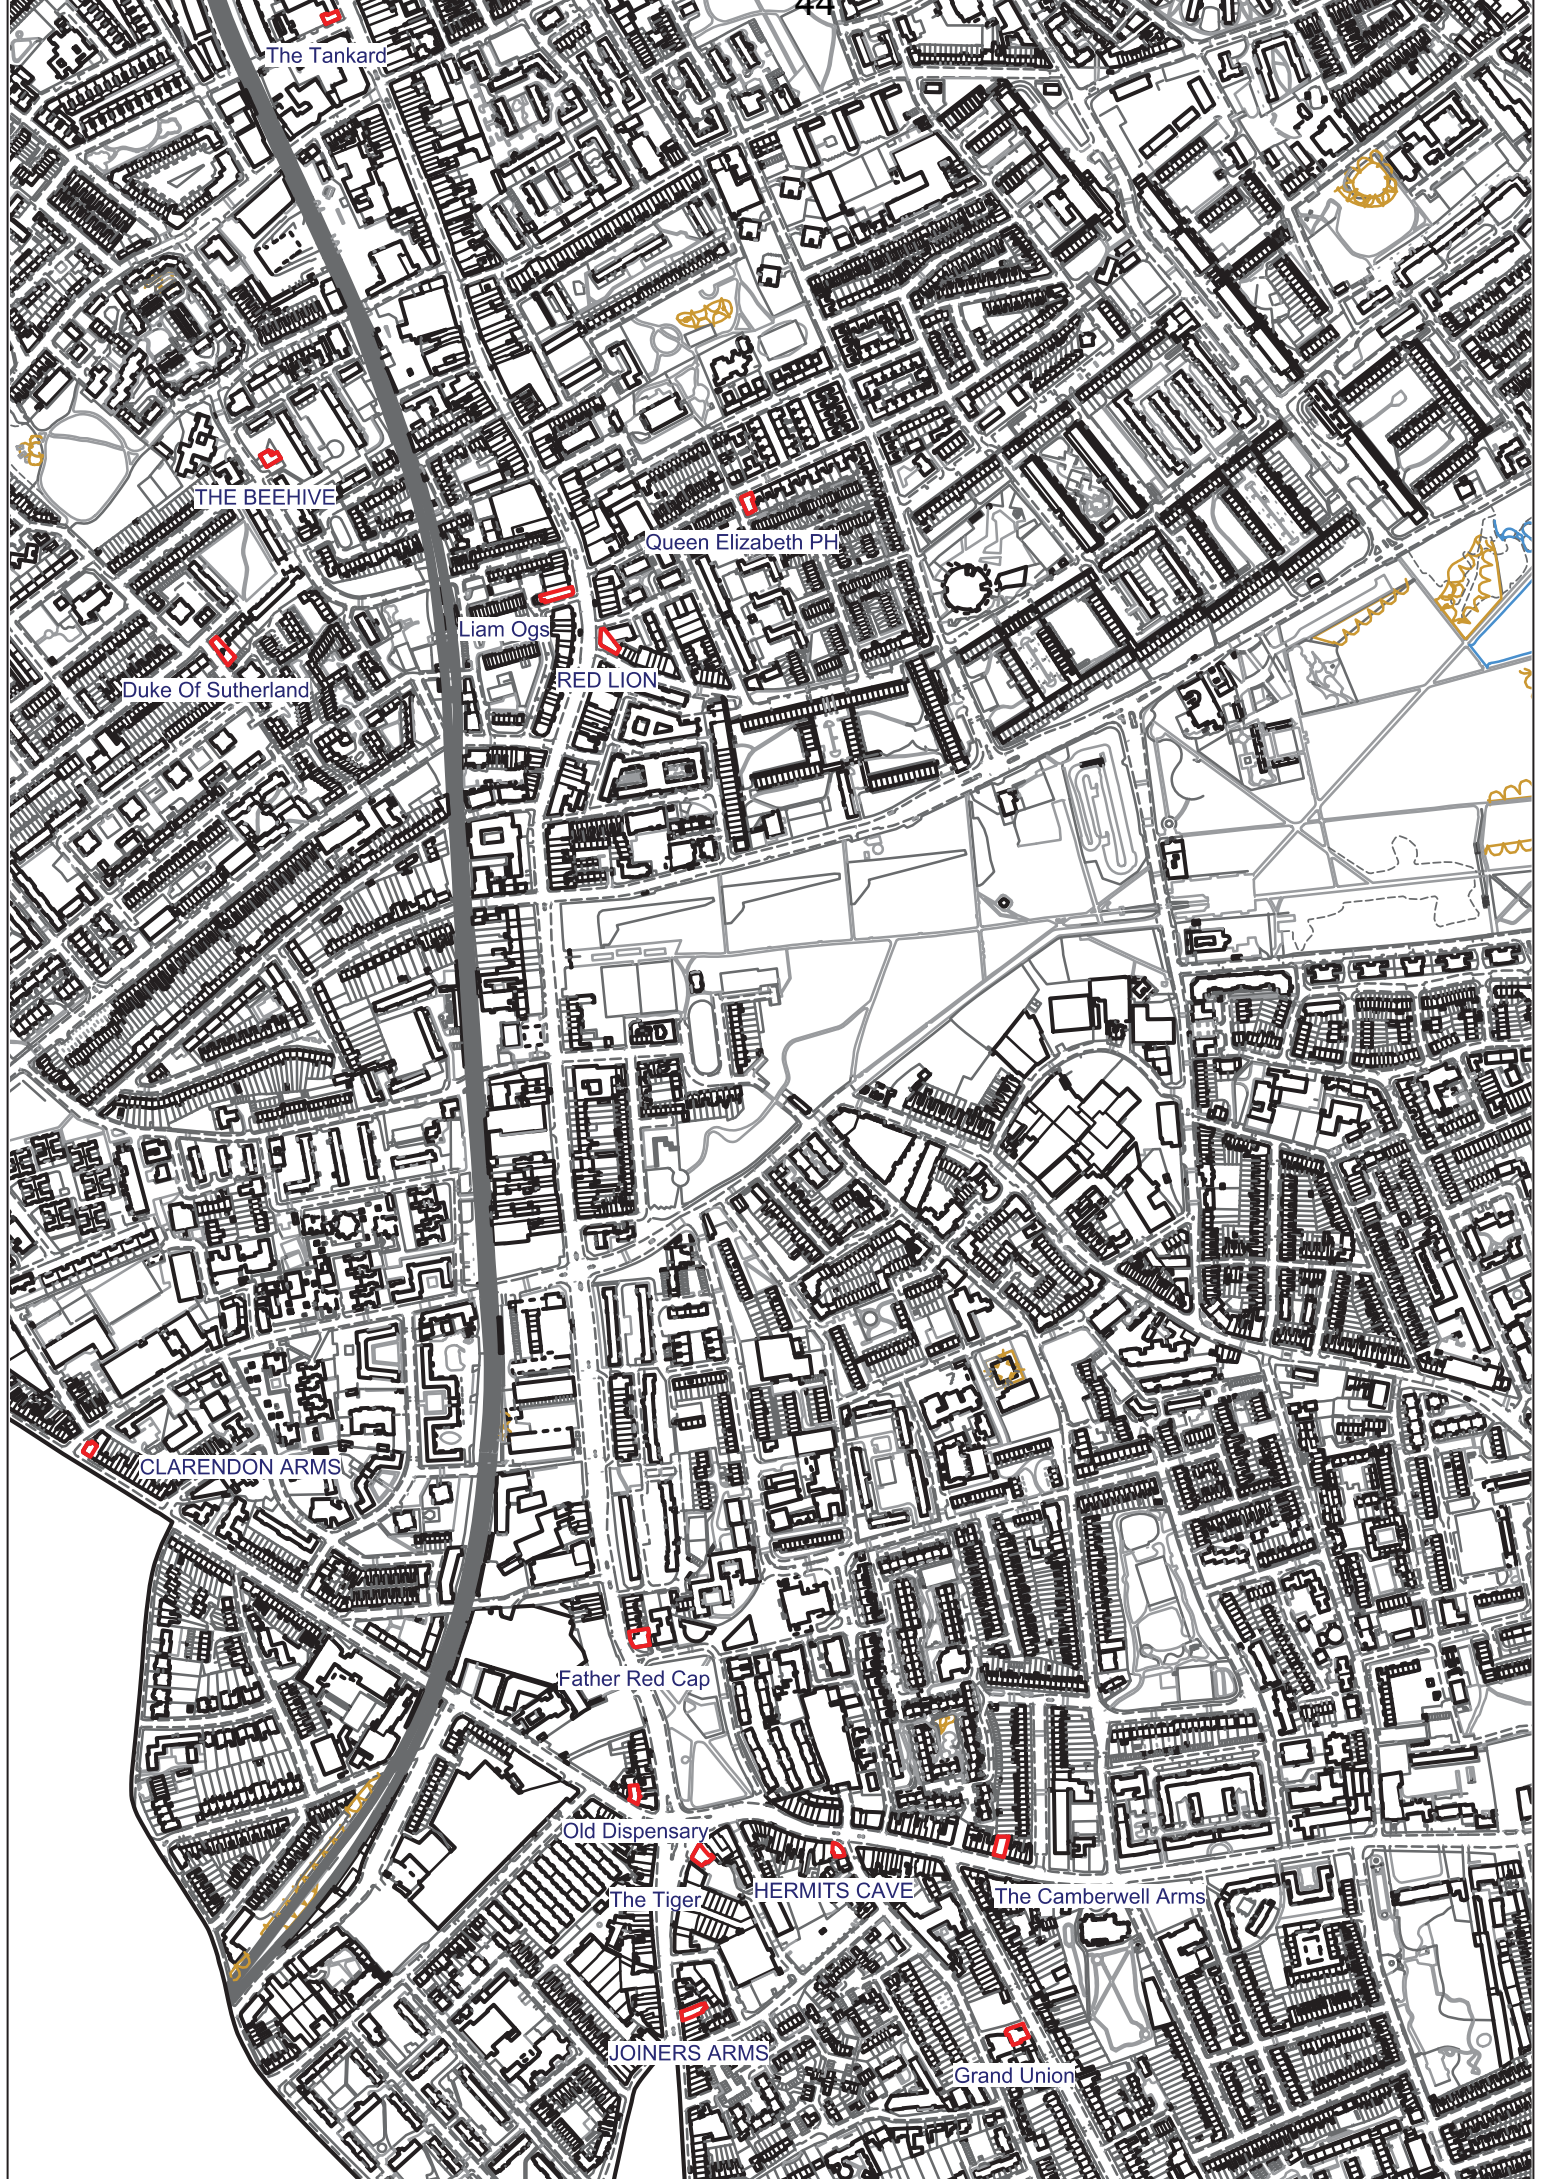 44
The Tankard
THE BEEHIVE
Queen Elizabeth PH
Liam Ogs
RED LION
Duke Of Sutherland
CLARENDON ARMS
Father Red Cap
Old Dispensary
The Tiger
HERMITS CAVE
The Camberwell Arms
JOINERS ARMS
Grand Union